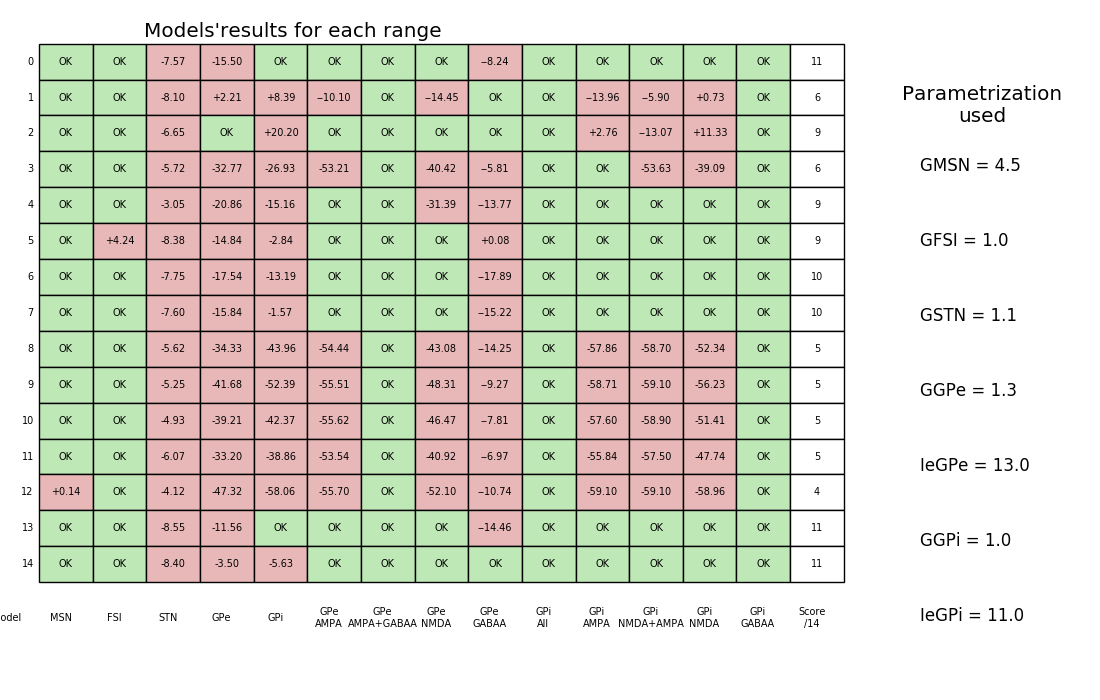 Models'results for each range
0 OK OK -7.57 -15.50 OK OK OK OK --8.24 OK OK OK OK OK 11
1 OK OK -8.10 +2.21 +8.39 --10.10 OK --14.45 OK OK --13.96 --5.90 +0.73 OK 6
2 OK OK -6.65 OK +20.20 OK OK OK OK OK +2.76 --13.07 +11.33 OK 9
3 OK OK -5.72 -32.77 -26.93 -53.21 OK -40.42 --5.81 OK OK -53.63 -39.09 OK 6
4 OK OK -3.05 -20.86 -15.16 OK OK -31.39 --13.77 OK OK OK OK OK 9
5 OK +4.24 -8.38 -14.84 -2.84 OK OK OK +0.08 OK OK OK OK OK 9
6 OK OK -7.75 -17.54 -13.19 OK OK OK --17.89 OK OK OK OK OK 10
7 OK OK -7.60 -15.84 -1.57 OK OK OK --15.22 OK OK OK OK OK 10
8 OK OK -5.62 -34.33 -43.96 -54.44 OK -43.08 --14.25 OK -57.86 -58.70 -52.34 OK 5
9 OK OK -5.25 -41.68 -52.39 -55.51 OK -48.31 --9.27 OK -58.71 -59.10 -56.23 OK 5
10 OK OK -4.93 -39.21 -42.37 -55.62 OK -46.47 --7.81 OK -57.60 -58.90 -51.41 OK 5
11 OK OK -6.07 -33.20 -38.86 -53.54 OK -40.92 --6.97 OK -55.84 -57.50 -47.74 OK 5
12 +0.14 OK -4.12 -47.32 -58.06 -55.70 OK -52.10 --10.74 OK -59.10 -59.10 -58.96 OK 4
13 OK OK -8.55 -11.56 OK OK OK OK --14.46 OK OK OK OK OK 11
14 OK OK -8.40 -3.50 -5.63 OK OK OK OK OK OK OK OK OK 11
odel MSN FSI STN GPe GPi GPe AMPA GPe AMPA+GABAA GPe NMDA GPe GABAA GPi All GPi AMPA GPi NMDA+AMPA GPi NMDA GPi GABAA Score /14
Parametrization
used
GMSN = 4.5
GFSI = 1.0
GSTN = 1.1
GGPe = 1.3
IeGPe = 13.0
GGPi = 1.0
IeGPi = 11.0